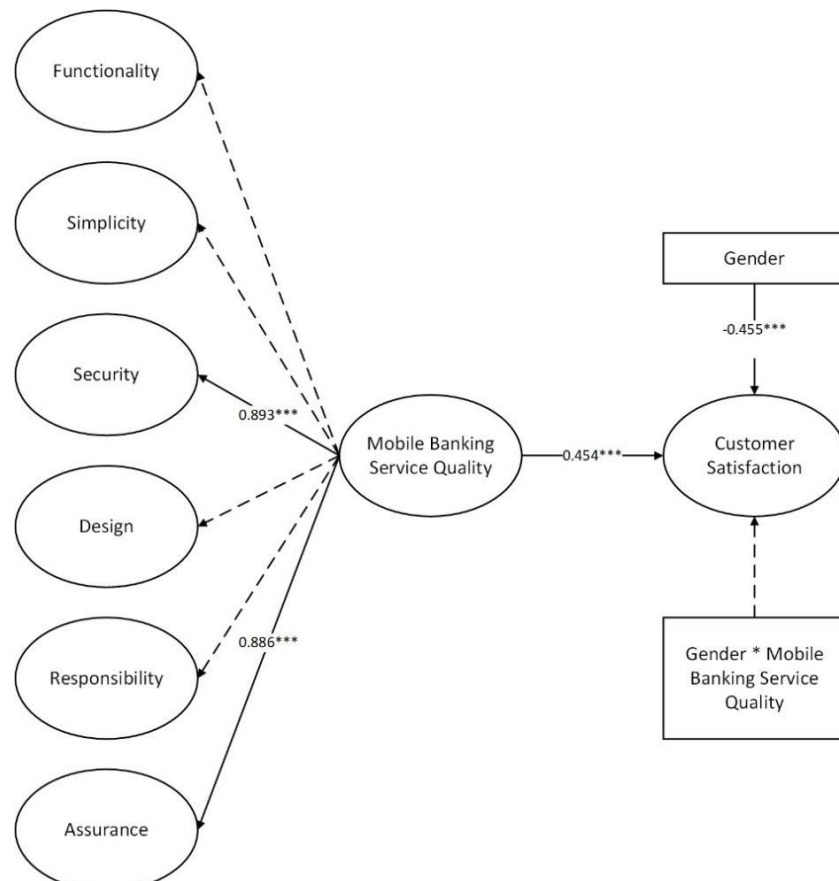 Functionality
Simplicity
Security
Design
Responsibility
Assurance
0.893***
0.886***
Mobile Banking
Service Quality
0.454***
Gender
-0.455***
Customer
Satisfaction
Gender * Mobile
Banking Service
Quality